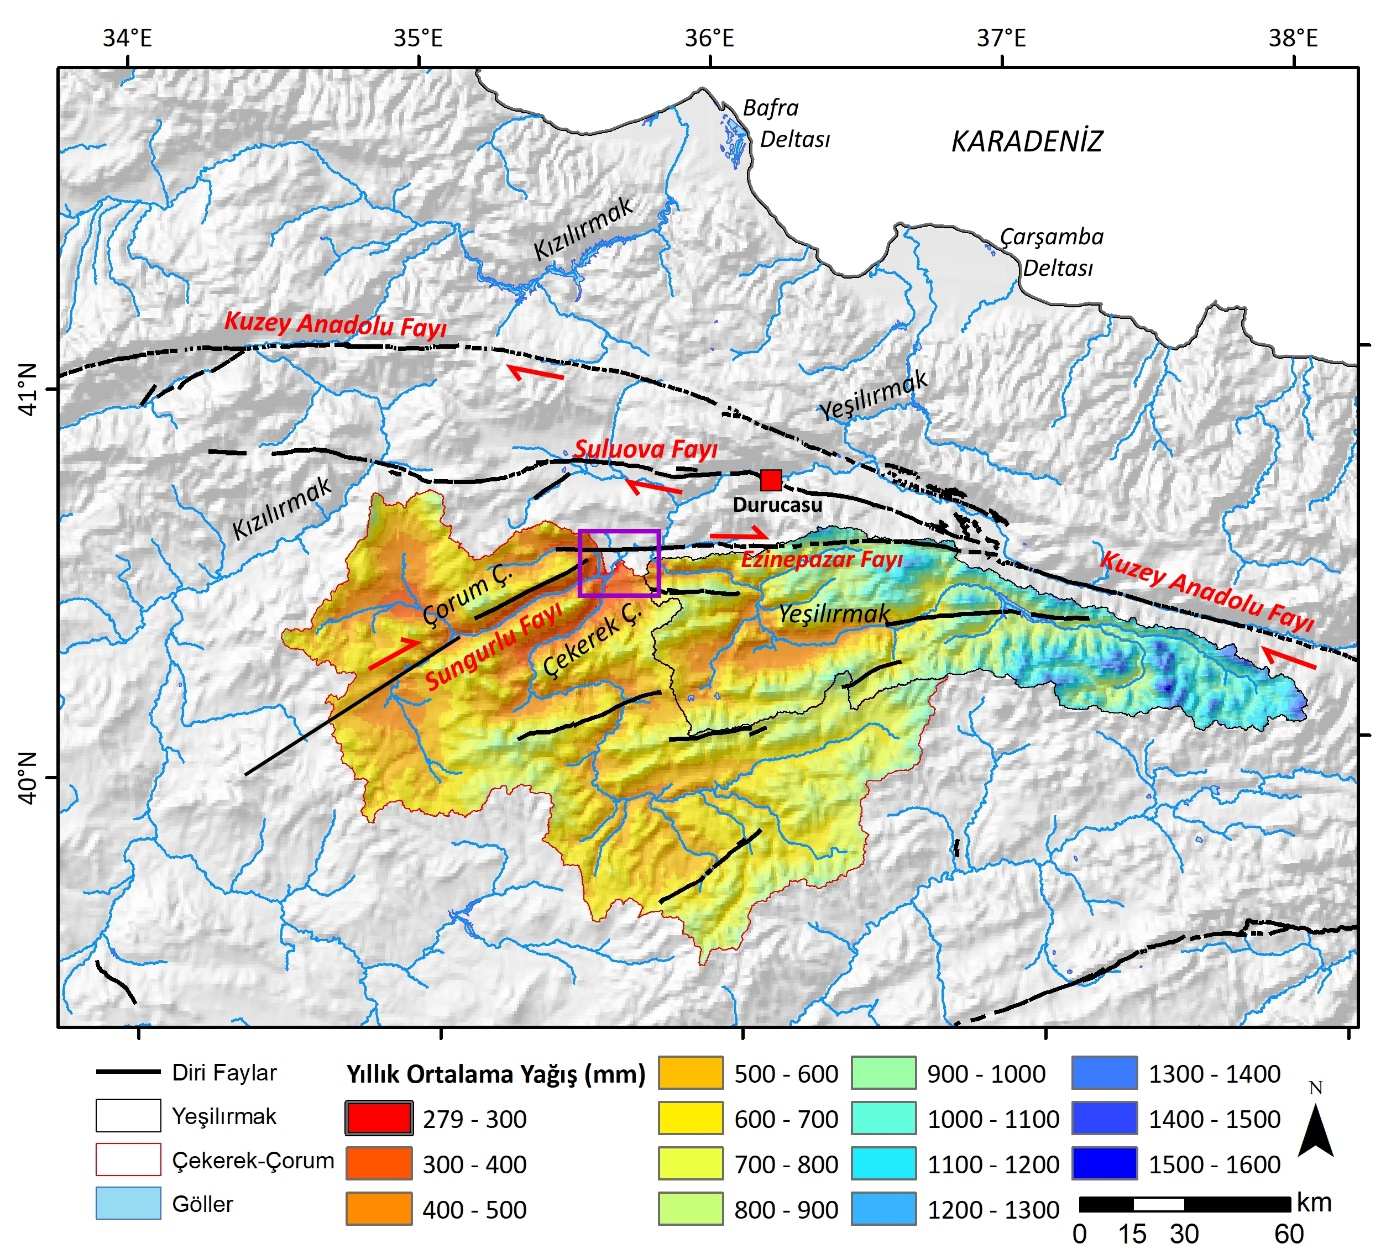 34°E 35°E 36°E 37°E 38°E
Bafra
Deltası
KARADENİZ
Kızılırmak
Çarşamba
Deltası
Kuzey Anadolu Fayı
41°N
Yeşilırmak
Suluova Fayı
Kızılırmak
Durucasu
Ezinepazar Fayı
Kuzey Anadolu Fayı
Çorum Ç.
Sungurlu Fayı
Çekerek Ç.
Yeşilırmak
40°N
Diri Faylar
Yeşilırmak
Çekerek-Çorum
Göller
Yıllık Ortalama Yağış (mm)
279 - 300
300 - 400
400 - 500
500 - 600
600 - 700
700 - 800
800 - 900
900 - 1000
1000 - 1100
1100 - 1200
1200 - 1300
1300 - 1400
1400 - 1500
1500 - 1600
N
km
0 15 30 60